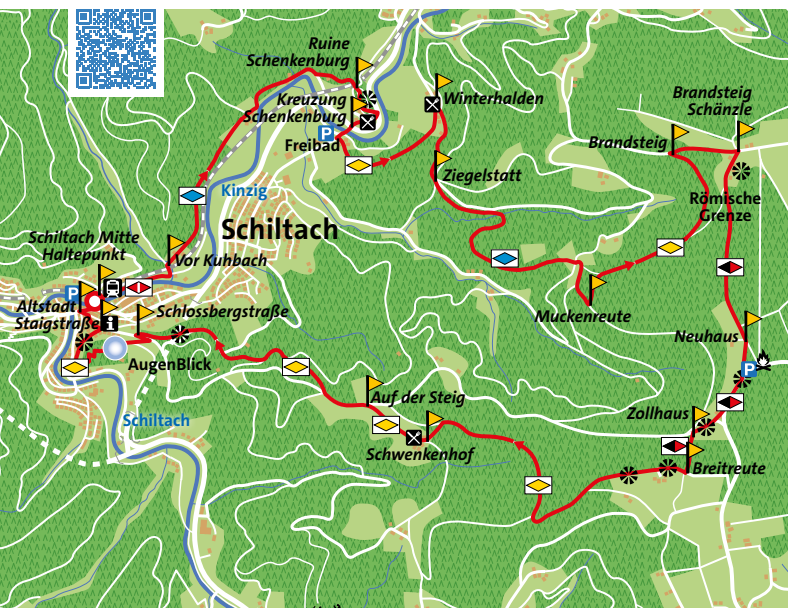 Ruine
Schenkenburg
Kreuzung
Schenkenburg
P
Freibad
Winterhalden
Brandsteig
Schänzle
Brandsteig
Ziegelstatt
Römische
Grenze
Kinzig
Schiltach
Schiltach Mitte
Haltepunkt
Vor Kuhbach
P
Altstadt
Staigstraße
i
Schlossbergstraße
AugenBlick
Muckenreute
Neuhaus
P
Auf der Steig
Zollhaus
Schiltach
Schwenkenhof
Breitreute